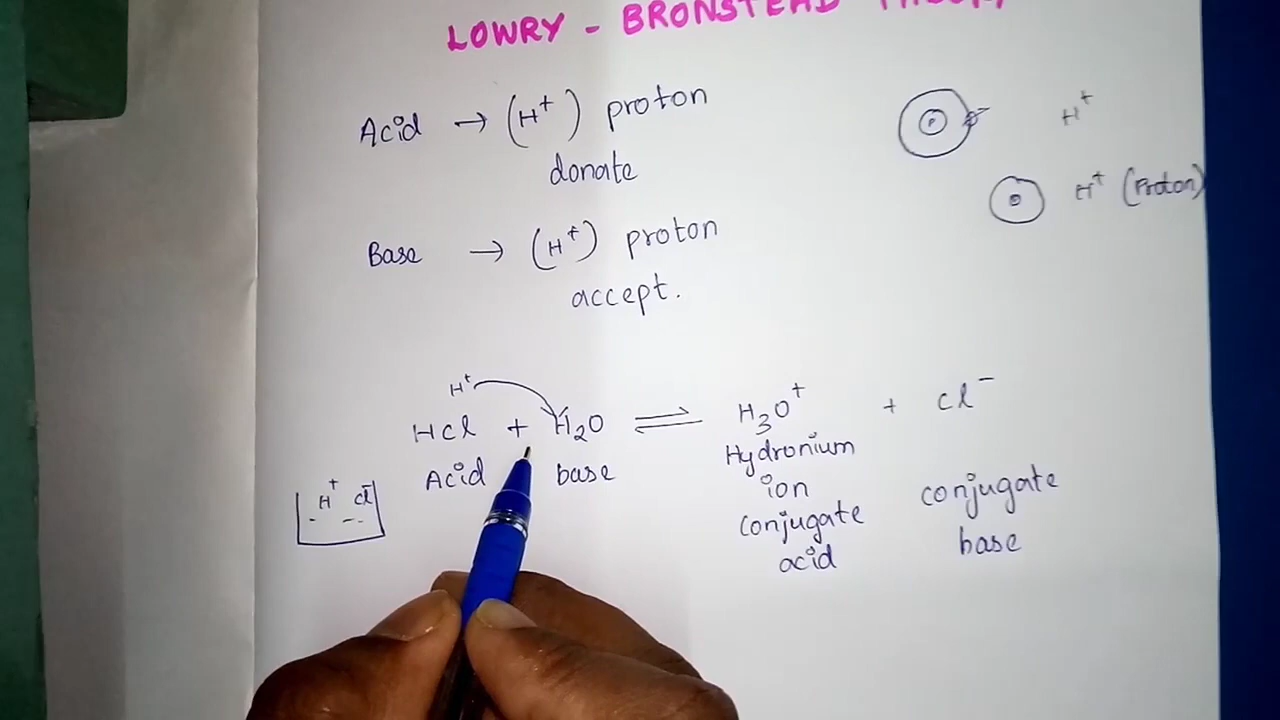 LOWRY - BRONSTEAD THEORY
Acid → (H⁺) proton
donate
H⁺
H⁺ (Proton)
Base → (H⁺) proton
accept.
H⁺
HCl + H₂O ⇌ H₃O⁺ + Cl⁻
Acid base Hydronium
ion
conjugate
acid
conjugate
base
H⁺ Cl⁻